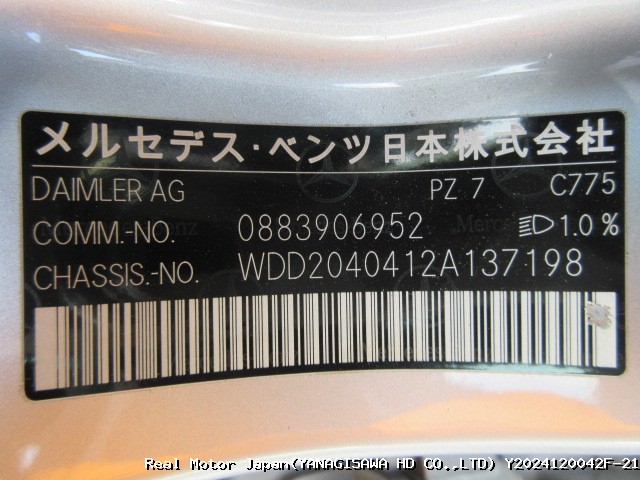 メルセデス・ベンツ日本株式会社
DAIMLER AG PZ 7 C775
COMM.-NO. 0883906952 1.0 %
CHASSIS.-NO. WDD2040412A137198
Real Motor Japan(YANAGISAWA HD CO.,LTD) Y2024120042F-21